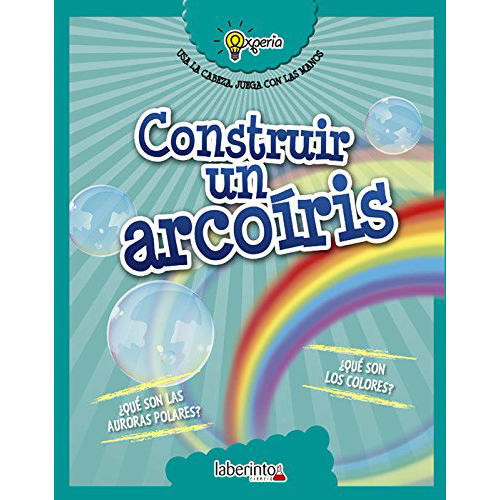 experia
USA LA CABEZA, JUEGA CON LAS MANOS
Construir
un
arcoíris
¿QUÉ SON
LOS COLORES?
¿QUÉ SON LAS
AURORAS POLARES?
laberinto